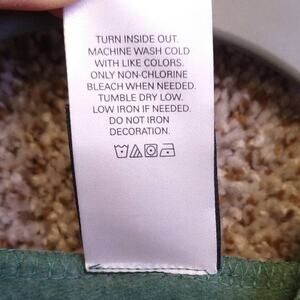 TURN INSIDE OUT.
MACHINE WASH COLD
WITH LIKE COLORS.
ONLY NON-CHLORINE
BLEACH WHEN NEEDED.
TUMBLE DRY LOW.
LOW IRON IF NEEDED.
DO NOT IRON
DECORATION.